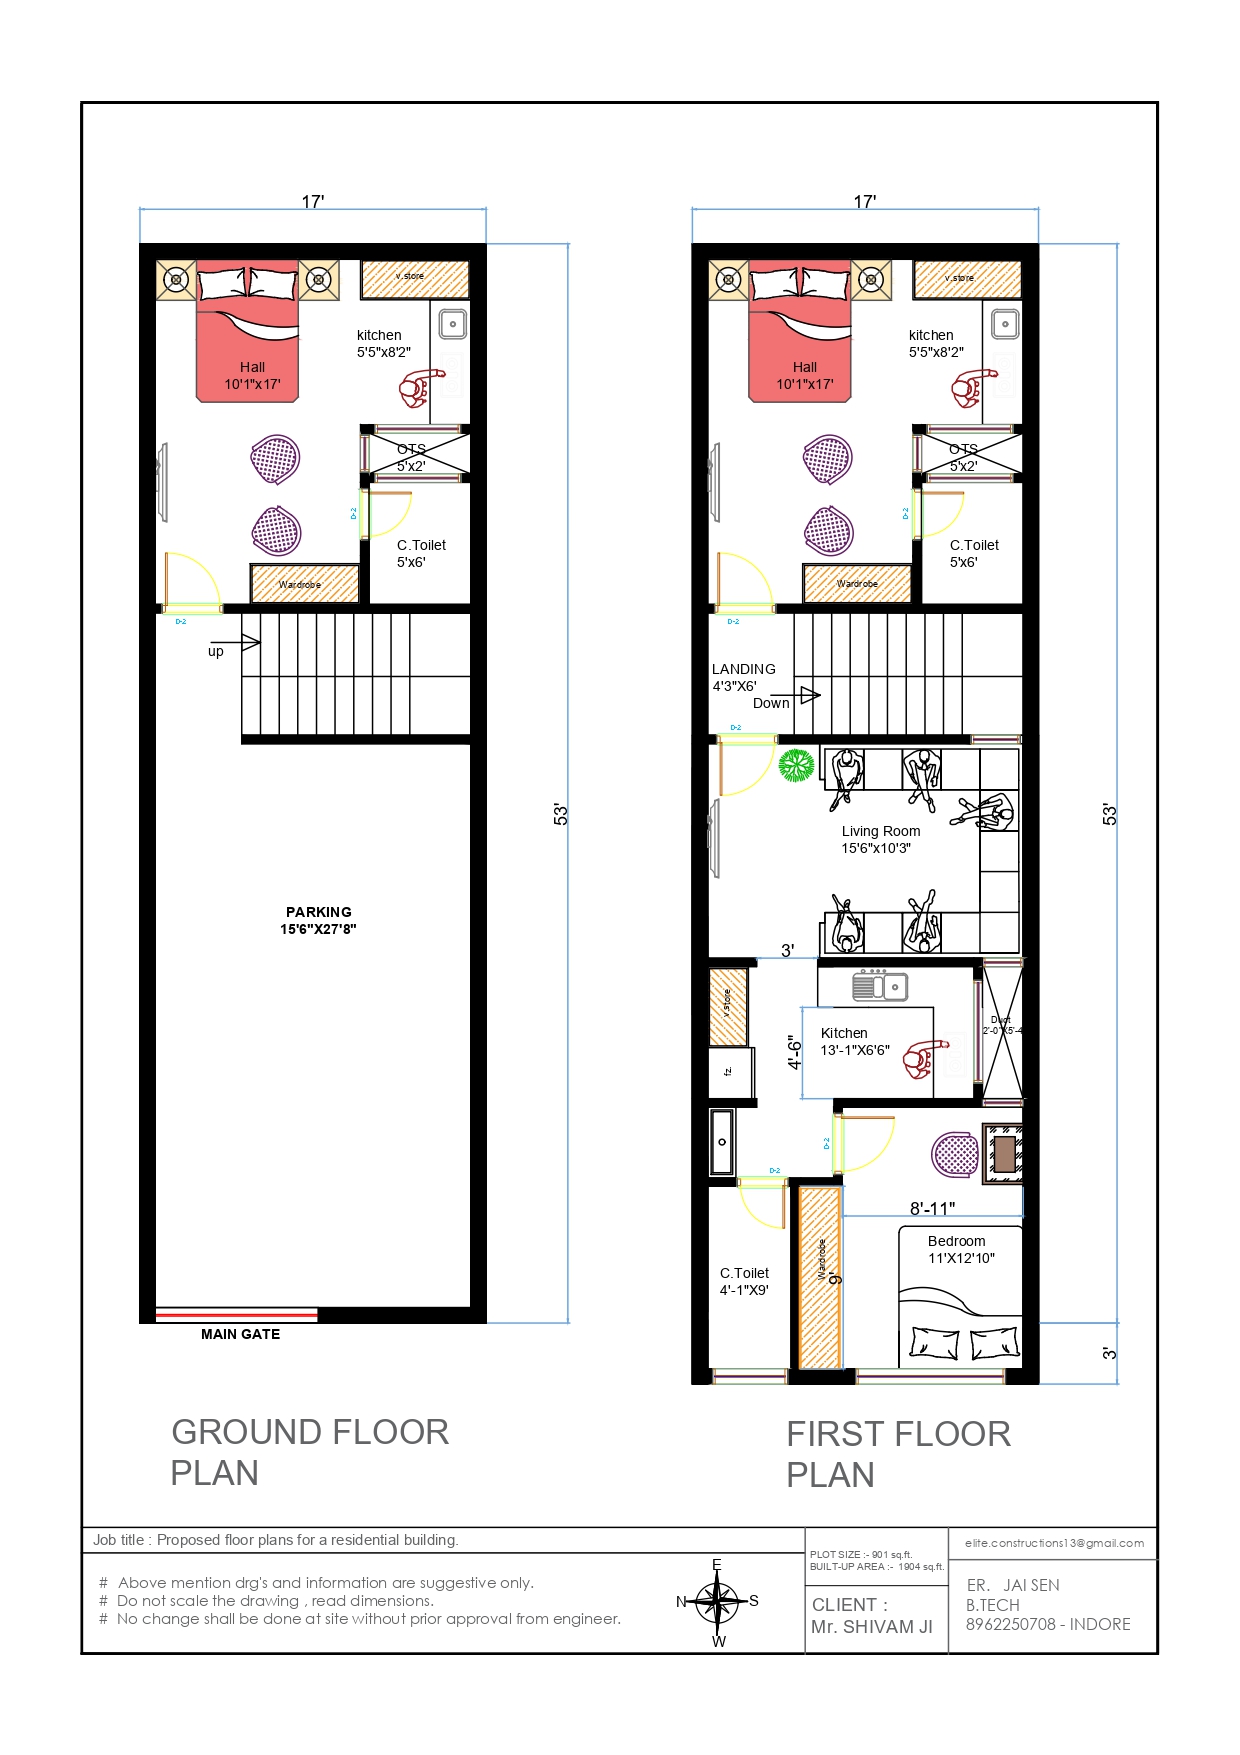 17'
v.store
kitchen
5'5"x8'2"
Hall
10'1"x17'
OTS
5'x2'
D-2
C.Toilet
5'x6'
Wardrobe
D-2
up
53'
PARKING
15'6"X27'8"
MAIN GATE
GROUND FLOOR
PLAN
17'
v.store
kitchen
5'5"x8'2"
Hall
10'1"x17'
OTS
5'x2'
D-2
C.Toilet
5'x6'
Wardrobe
D-2
LANDING
4'3"X6'
Down
D-2
53'
Living Room
15'6"x10'3"
3'
v.store
Kitchen
13'-1"X6'6"
4'-6"
Duct
2'-0"X5'-4
fz.
D-2
D-2
8'-11"
Bedroom
11'X12'10"
Wardrobe
9'
C.Toilet
4'-1"X9'
3'
FIRST FLOOR
PLAN
Job title : Proposed floor plans for a residential building.
# Above mention drg's and information are suggestive only.
# Do not scale the drawing , read dimensions.
# No change shall be done at site without prior approval from engineer.
E
N
S
W
PLOT SIZE :- 901 sq.ft.
BUILT-UP AREA :- 1904 sq.ft.
CLIENT :
Mr. SHIVAM JI
elite.constructions13@gmail.com
ER. JAI SEN
B.TECH
8962250708 - INDORE